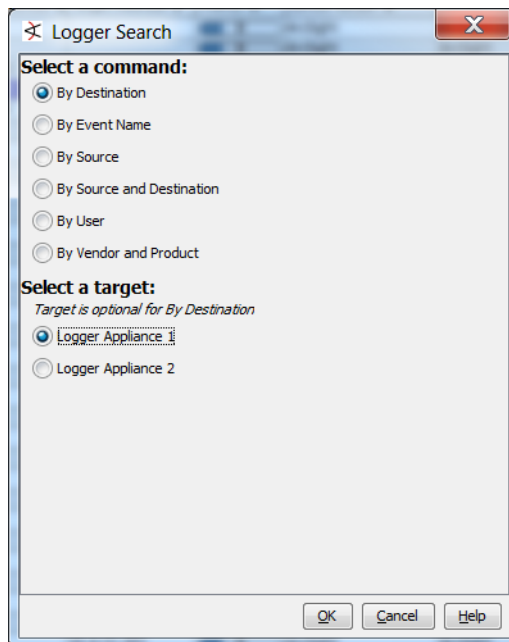 Logger Search
Select a command:
By Destination
By Event Name
By Source
By Source and Destination
By User
By Vendor and Product
Select a target:
Target is optional for By Destination
Logger Appliance 1
Logger Appliance 2
OK Cancel Help